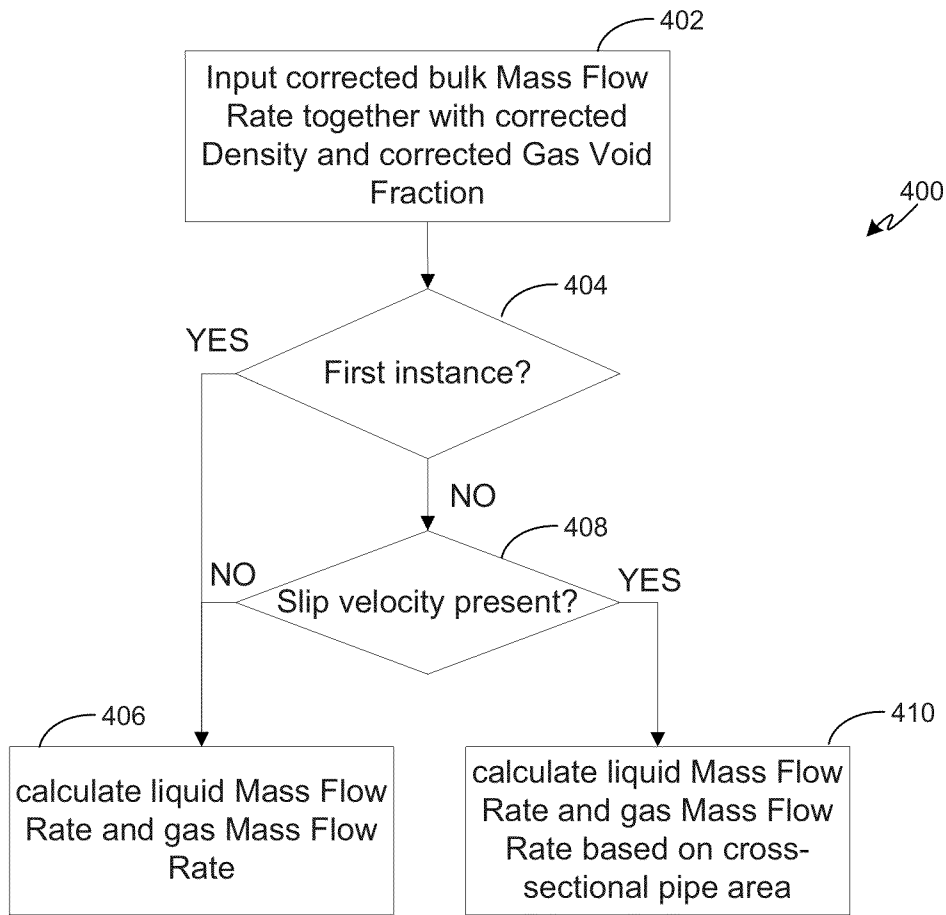 402
Input corrected bulk Mass Flow
Rate together with corrected
Density and corrected Gas Void
Fraction
400
404
YES
First instance?
NO
408
NO
YES
Slip velocity present?
406
410
calculate liquid Mass Flow
Rate and gas Mass Flow
Rate
calculate liquid Mass Flow
Rate and gas Mass Flow
Rate based on cross-
sectional pipe area